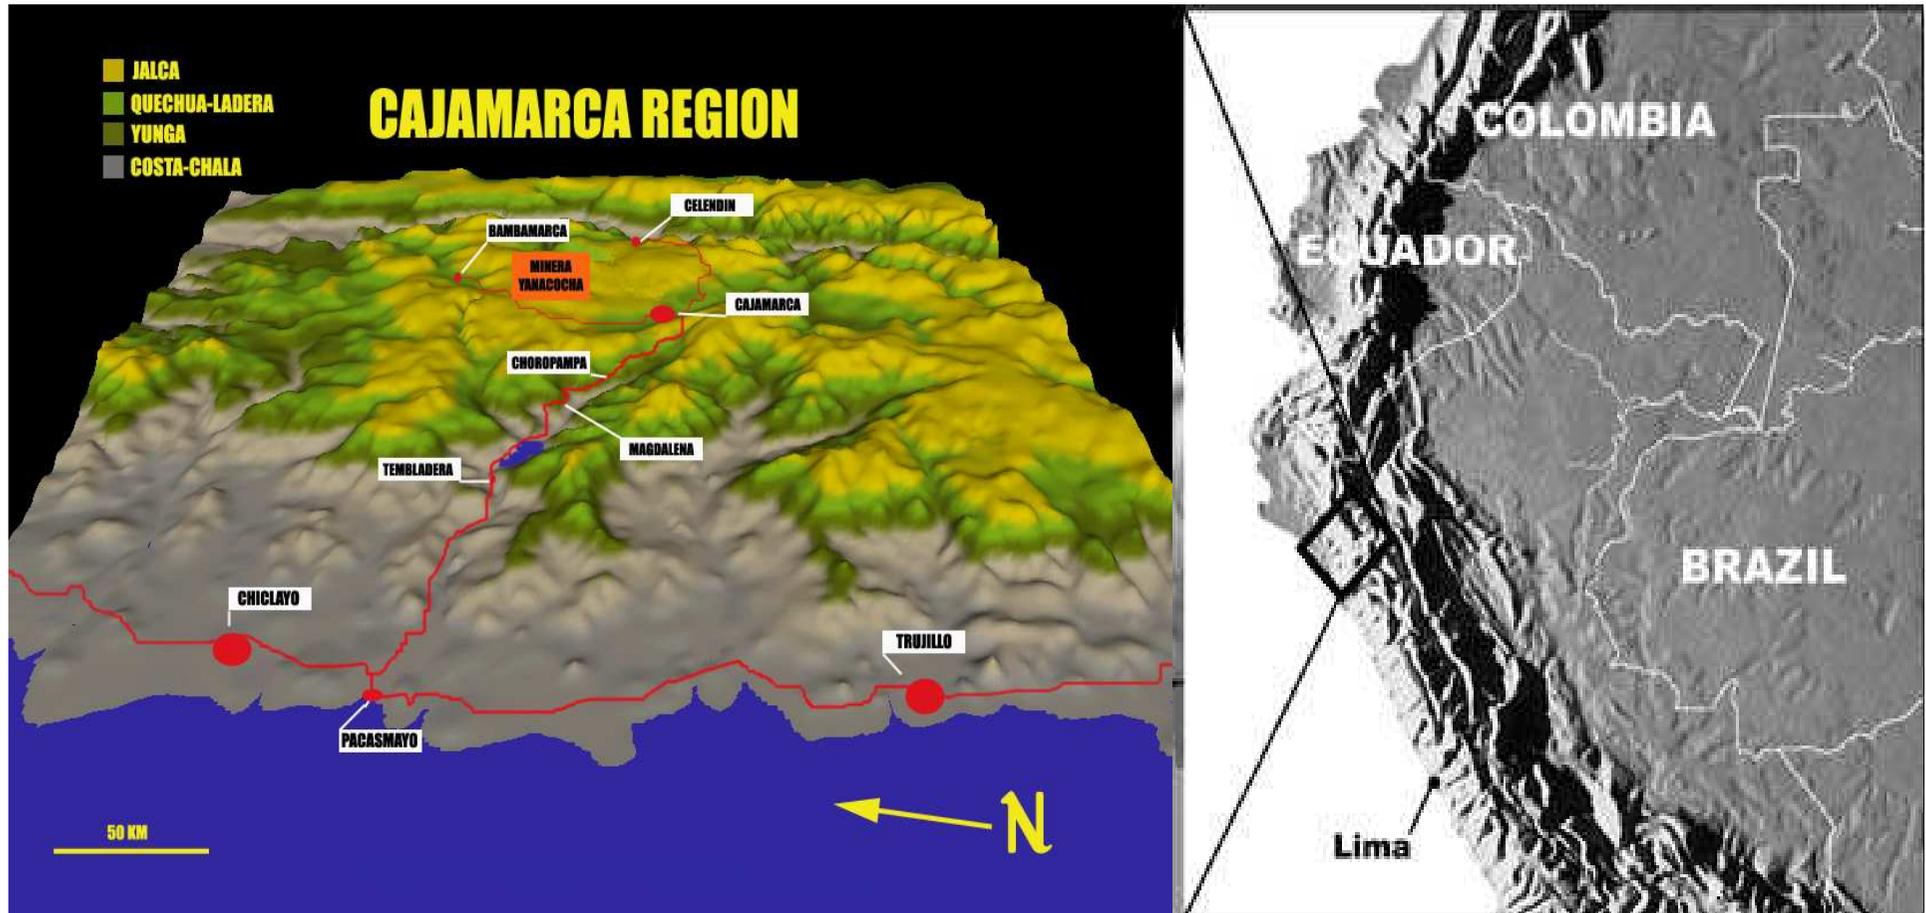 JALCA
QUECHUA-LADERA
YUNGA
COSTA-CHALA
CAJAMARCA REGION
CELENDIN
BAMBAMARCA
MINERA
YANACOCHA
CAJAMARCA
CHOROPAMPA
MAGDALENA
TEMBLADERA
CHICLAYO
TRUJILLO
PACASMAYO
N
50 KM
COLOMBIA
ECUADOR
BRAZIL
Lima